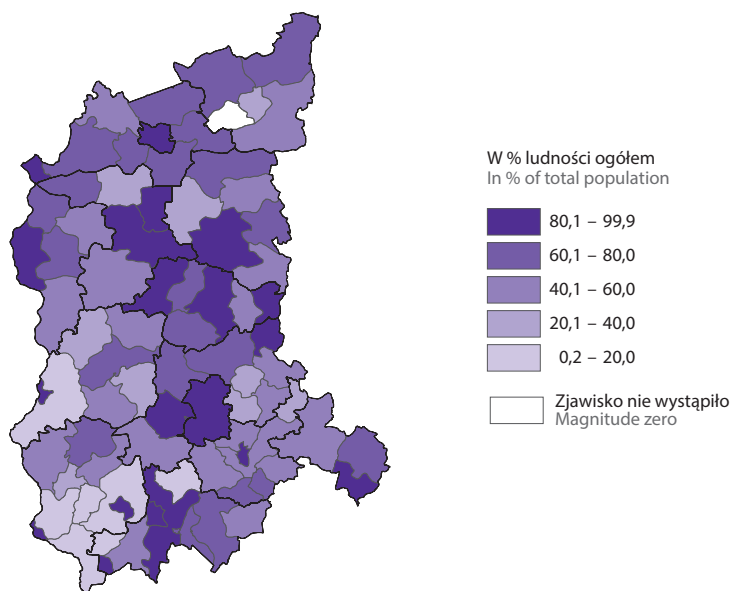 W % ludności ogółem
In % of total population
80,1 – 99,9
60,1 – 80,0
40,1 – 60,0
20,1 – 40,0
0,2 – 20,0
Zjawisko nie wystąpiło
Magnitude zero